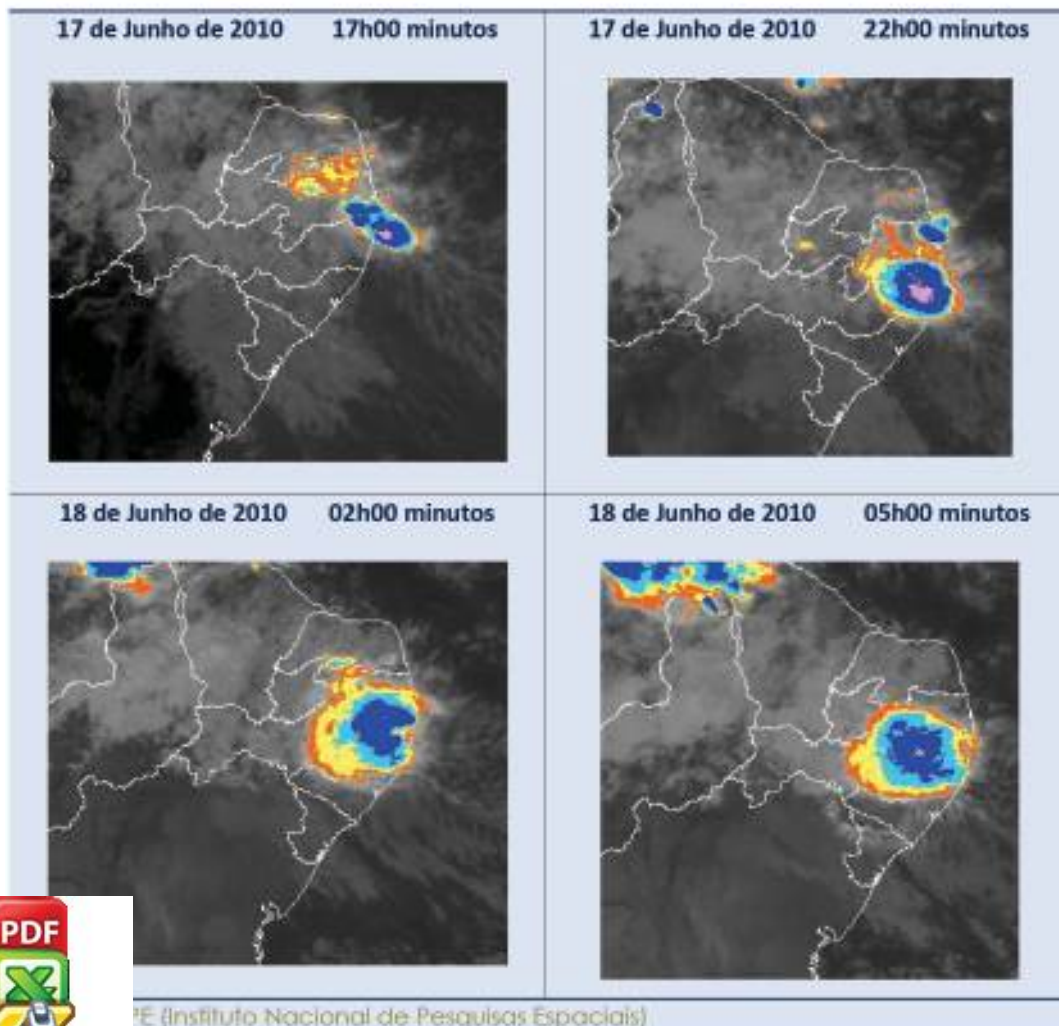 17 de Junho de 2010 17h00 minutos
17 de Junho de 2010 22h00 minutos
18 de Junho de 2010 02h00 minutos
18 de Junho de 2010 05h00 minutos
PDF
(Instituto Nacional de Pesquisas Espaciais)